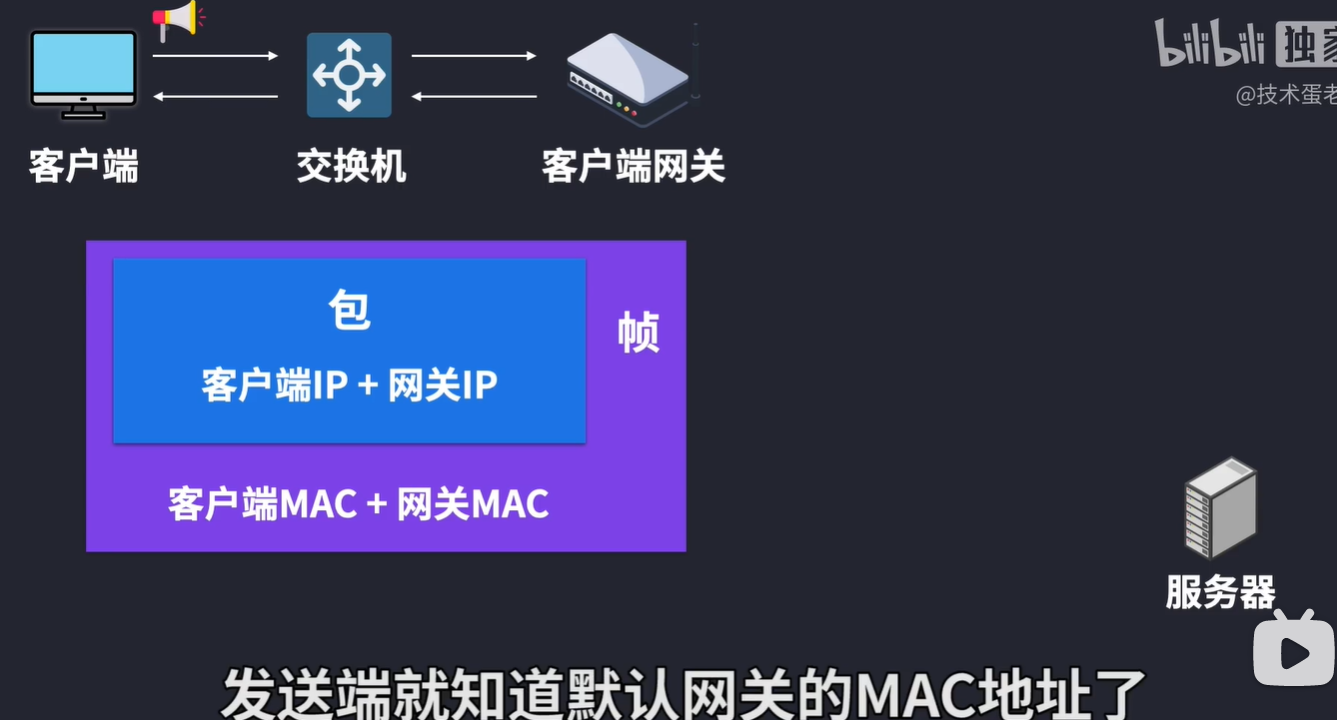 bilibili 独家
@技术蛋老
客户端
交换机
客户端网关
包
帧
客户端IP + 网关IP
客户端MAC + 网关MAC
服务器
发送端就知道默认网关的MAC地址了